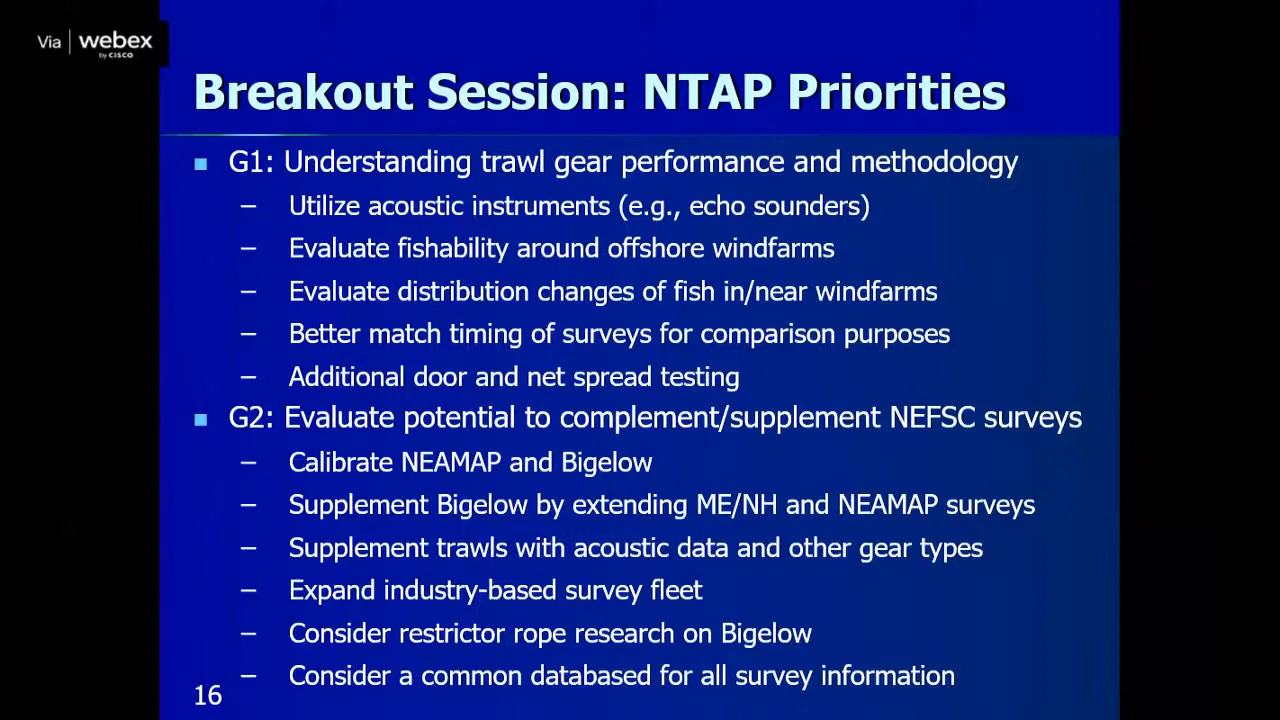 Via | webex
by CISCO
Breakout Session: NTAP Priorities
G1: Understanding trawl gear performance and methodology
– Utilize acoustic instruments (e.g., echo sounders)
– Evaluate fishability around offshore windfarms
– Evaluate distribution changes of fish in/near windfarms
– Better match timing of surveys for comparison purposes
– Additional door and net spread testing
G2: Evaluate potential to complement/supplement NEFSC surveys
– Calibrate NEAMAP and Bigelow
– Supplement Bigelow by extending ME/NH and NEAMAP surveys
– Supplement trawls with acoustic data and other gear types
– Expand industry-based survey fleet
– Consider restrictor rope research on Bigelow
– Consider a common databased for all survey information
16